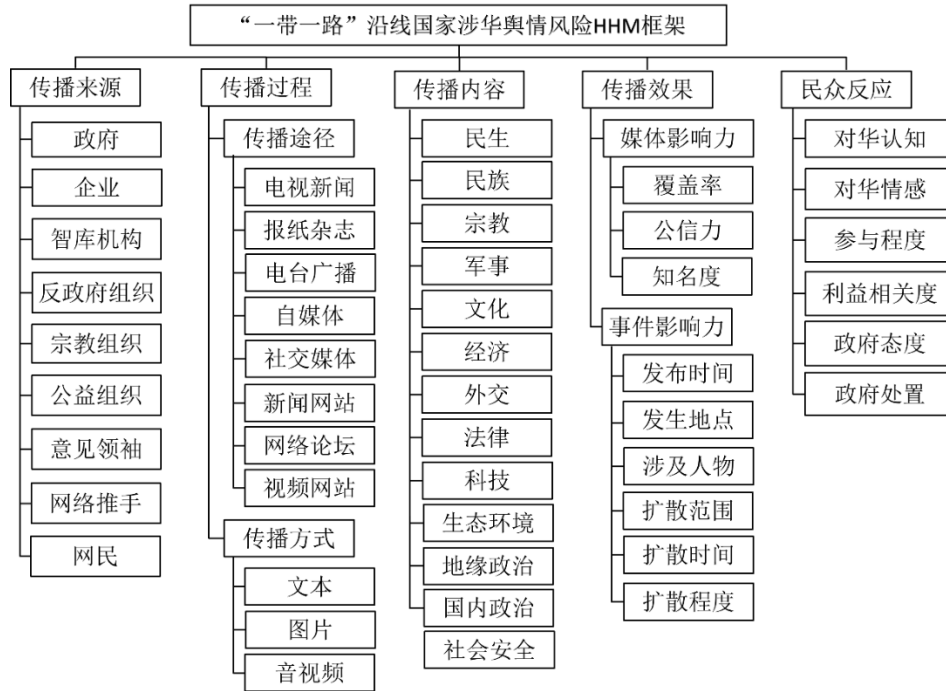 “一带一路”沿线国家涉华舆情风险HHM框架
传播来源
政府
企业
智库机构
反政府组织
宗教组织
公益组织
意见领袖
网络推手
网民
传播过程
传播途径
电视新闻
报纸杂志
电台广播
自媒体
社交媒体
新闻网站
网络论坛
视频网站
传播方式
文本
图片
音视频
传播内容
民生
民族
宗教
军事
文化
经济
外交
法律
科技
生态环境
地缘政治
国内政治
社会安全
传播效果
媒体影响力
覆盖率
公信力
知名度
事件影响力
发布时间
发生地点
涉及人物
扩散范围
扩散时间
扩散程度
民众反应
对华认知
对华情感
参与程度
利益相关度
政府态度
政府处置